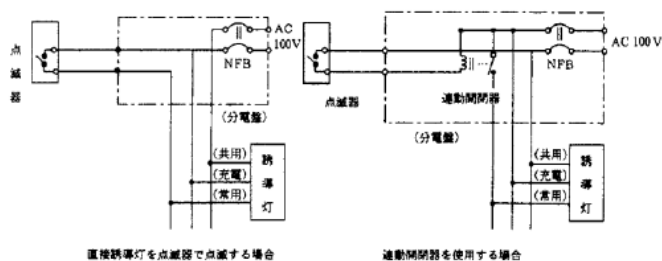 点滅器
AC
100V
NFB
(分電盤)
(共用)
(充電)
(常用)
誘導灯
直接誘導灯を点滅器で点滅する場合
点滅器
AC 100V
NFB
連動開閉器
(分電盤)
(共用)
(充電)
(常用)
誘導灯
連動開閉器を使用する場合